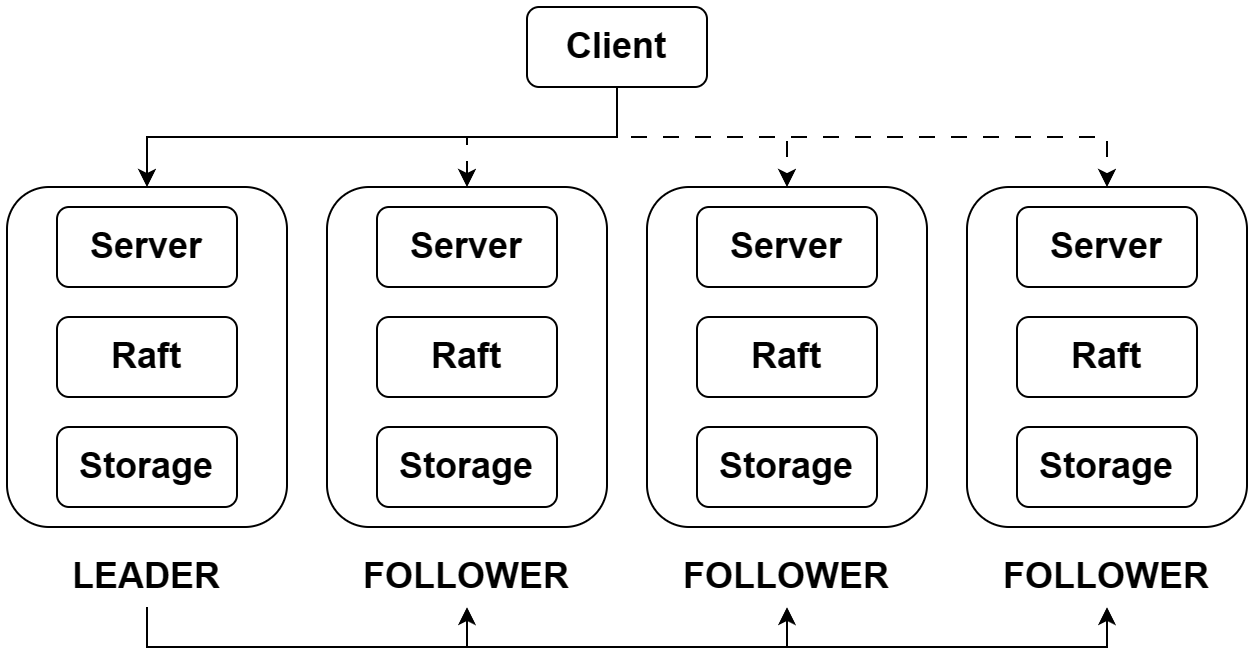 Client
Server
Server
Server
Server
Raft
Raft
Raft
Raft
Storage
Storage
Storage
Storage
LEADER
FOLLOWER
FOLLOWER
FOLLOWER